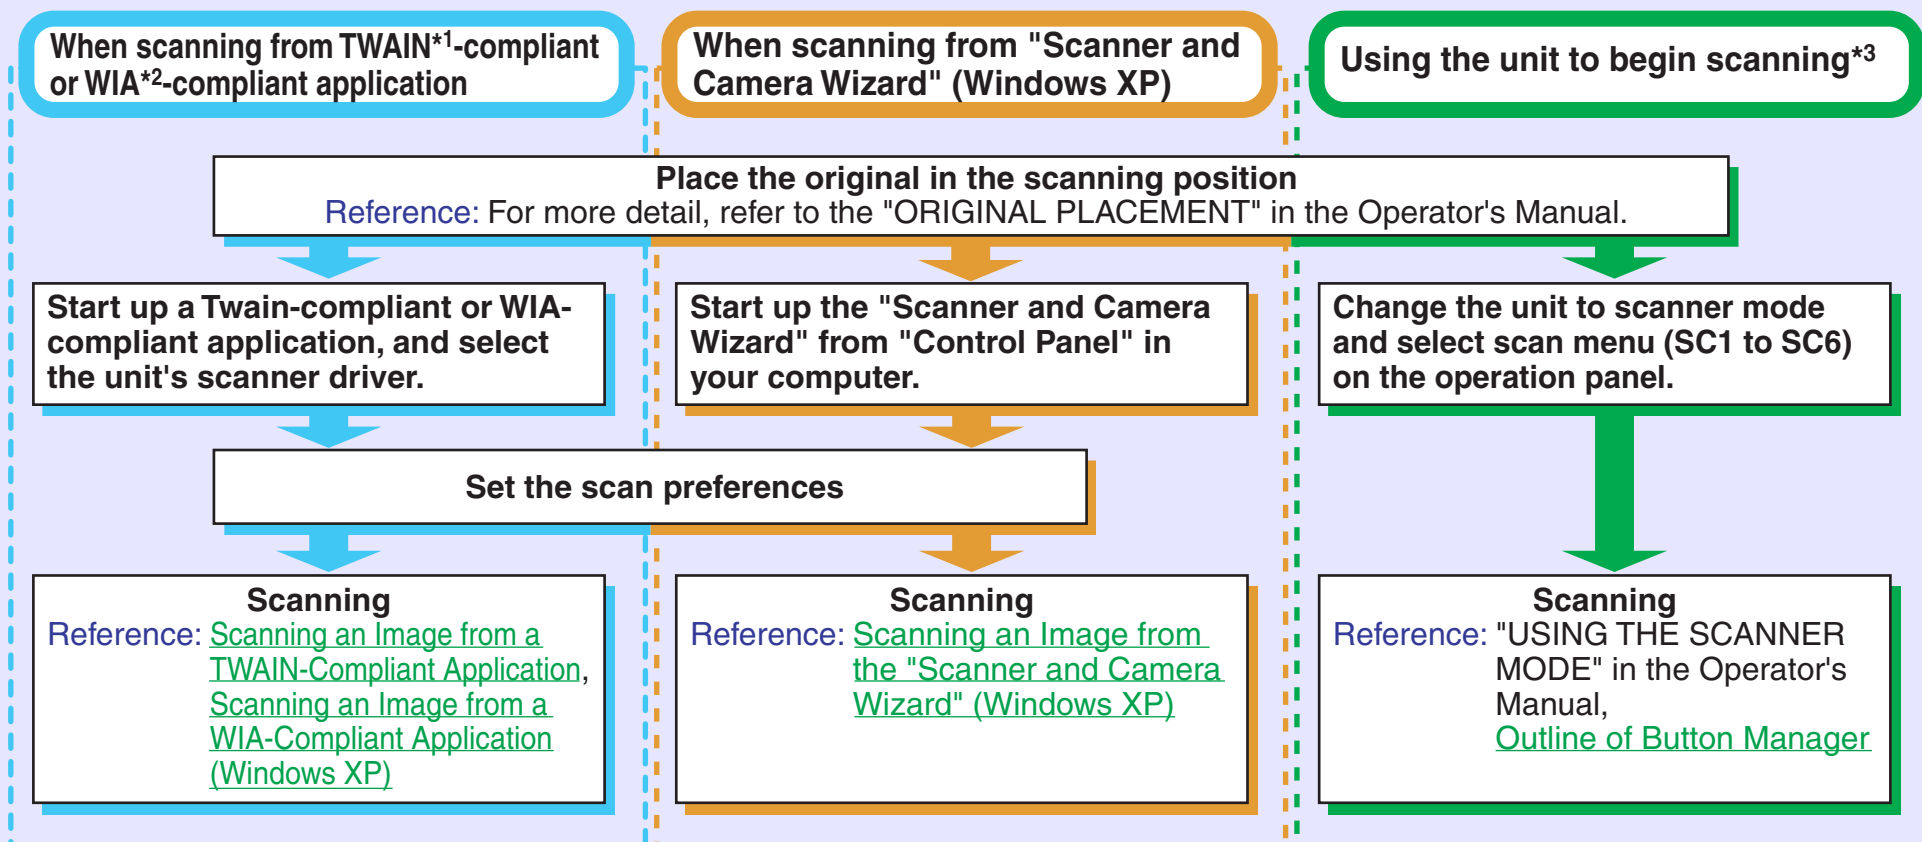 When scanning from TWAIN*1-compliant
or WIA*2-compliant application
When scanning from "Scanner and
Camera Wizard" (Windows XP)
Using the unit to begin scanning*3
Place the original in the scanning position
Reference: For more detail, refer to the "ORIGINAL PLACEMENT" in the Operator's Manual.
Start up a Twain-compliant or WIA-
compliant application, and select
the unit's scanner driver.
Start up the "Scanner and Camera
Wizard" from "Control Panel" in
your computer.
Change the unit to scanner mode
and select scan menu (SC1 to SC6)
on the operation panel.
Set the scan preferences
Scanning
Reference: Scanning an Image from a
TWAIN-Compliant Application,
Scanning an Image from a
WIA-Compliant Application
(Windows XP)
Scanning
Reference: Scanning an Image from
the "Scanner and Camera
Wizard" (Windows XP)
Scanning
Reference: "USING THE SCANNER
MODE" in the Operator's
Manual,
Outline of Button Manager